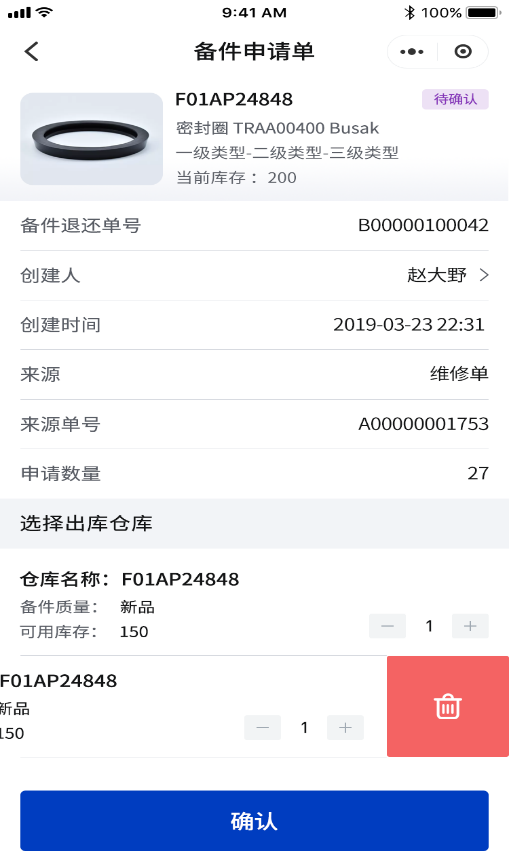 9:41 AM
100%
备件申请单
F01AP24848
待确认
密封圈 TRAA00400 Busak
一级类型-二级类型-三级类型
当前库存： 200
备件退还单号
B00000100042
创建人
赵大野
创建时间
2019-03-23 22:31
来源
维修单
来源单号
A00000001753
申请数量
27
选择出库仓库
仓库名称： F01AP24848
备件质量： 新品
可用库存： 150
1
F01AP24848
新品
150
1
确认